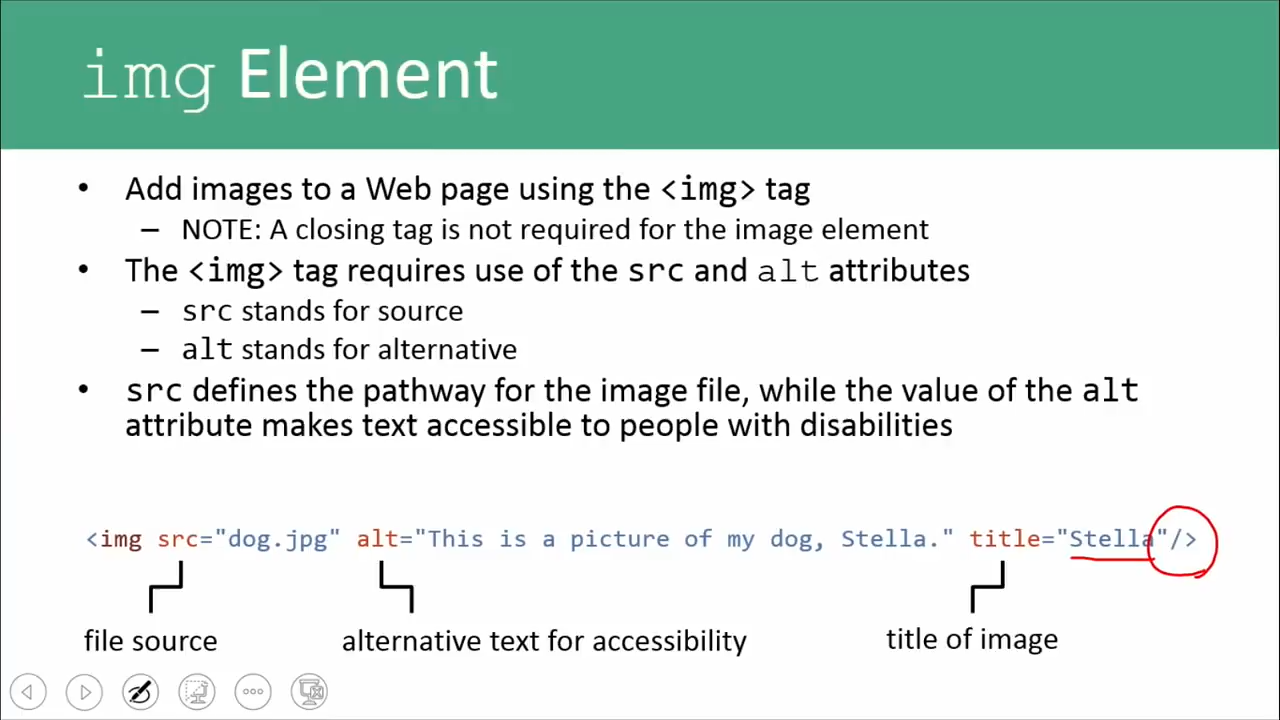 img Element
• Add images to a Web page using the <img> tag
– NOTE: A closing tag is not required for the image element
• The <img> tag requires use of the src and alt attributes
– src stands for source
– alt stands for alternative
• src defines the pathway for the image file, while the value of the alt
attribute makes text accessible to people with disabilities
<img src="dog.jpg" alt="This is a picture of my dog, Stella." title="Stella"/>
file source alternative text for accessibility title of image